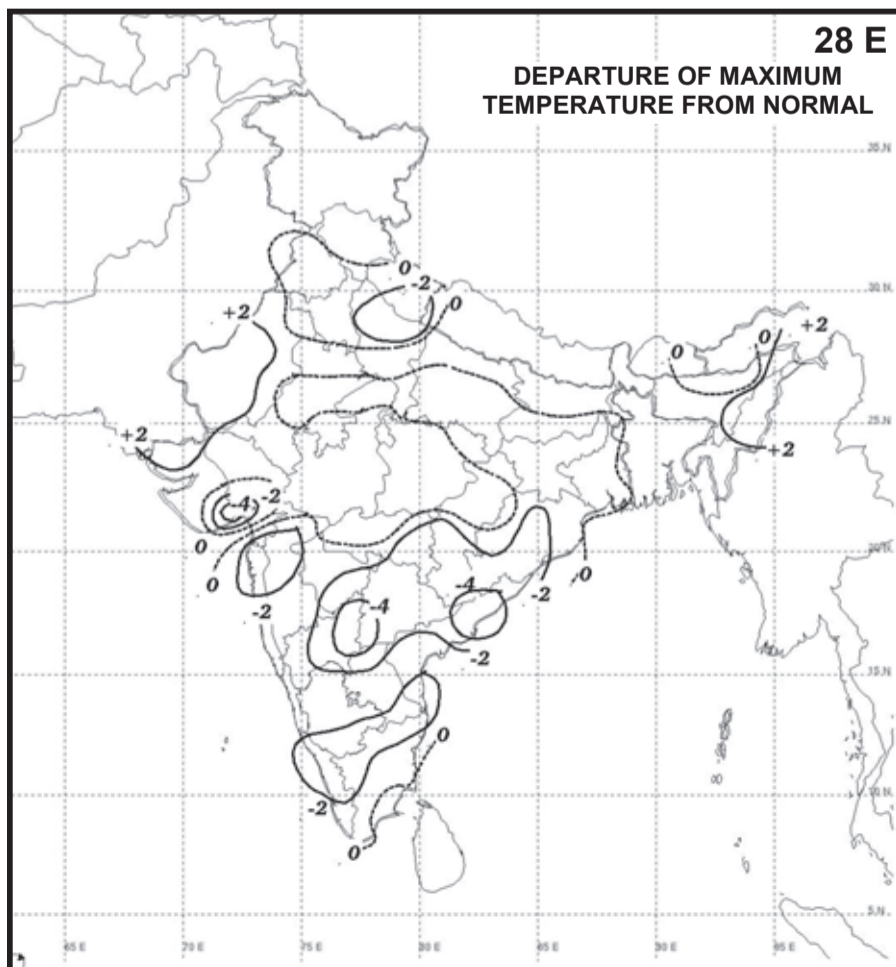 28 E
DEPARTURE OF MAXIMUM
TEMPERATURE FROM NORMAL
35 N
0
-2
30 N
0
+2
0
0
+2
25 N
+2
+2
-4
-2
0
20 N
0
-4
0
-2
-4
-2
-2
15 N
0
-2
10 N
0
5 N
65 E
70 E
75 E
80 E
85 E
90 E
95 E